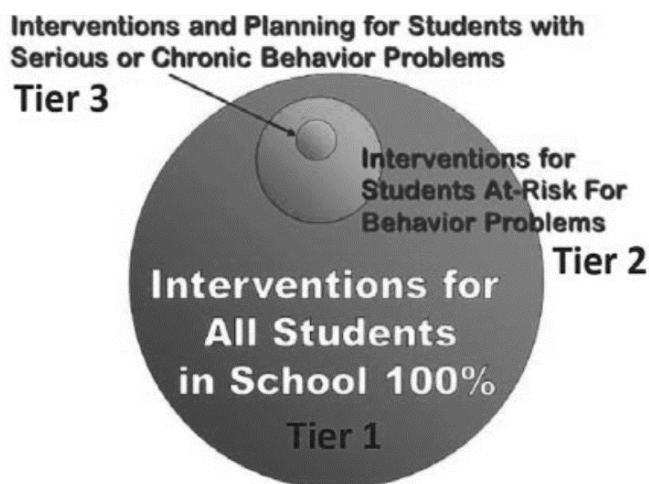 Interventions and Planning for Students with
Serious or Chronic Behavior Problems
Tier 3
Interventions for
Students At-Risk For
Behavior Problems
Tier 2
Interventions for
All Students
in School 100%
Tier 1